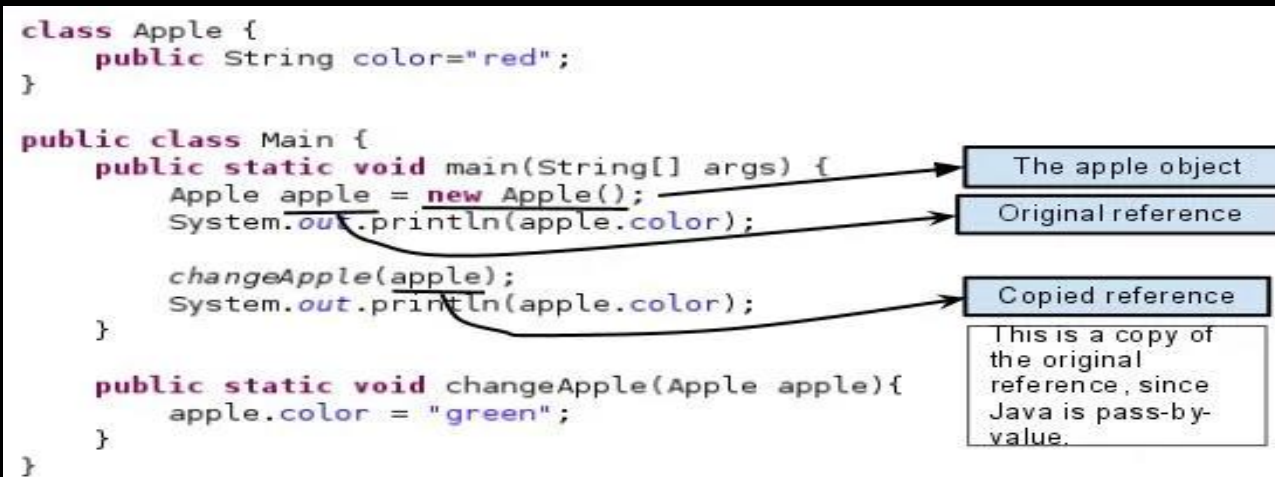 class Apple {
public String color="red";
}
public class Main {
public static void main(String[] args) {
Apple apple = new Apple();
System.out.println(apple.color);
changeApple(apple);
System.out.println(apple.color);
}
public static void changeApple(Apple apple){
apple.color = "green";
}
}
The apple object
Original reference
Copied reference
This is a copy of
the original
reference, since
Java is pass-by-
value.